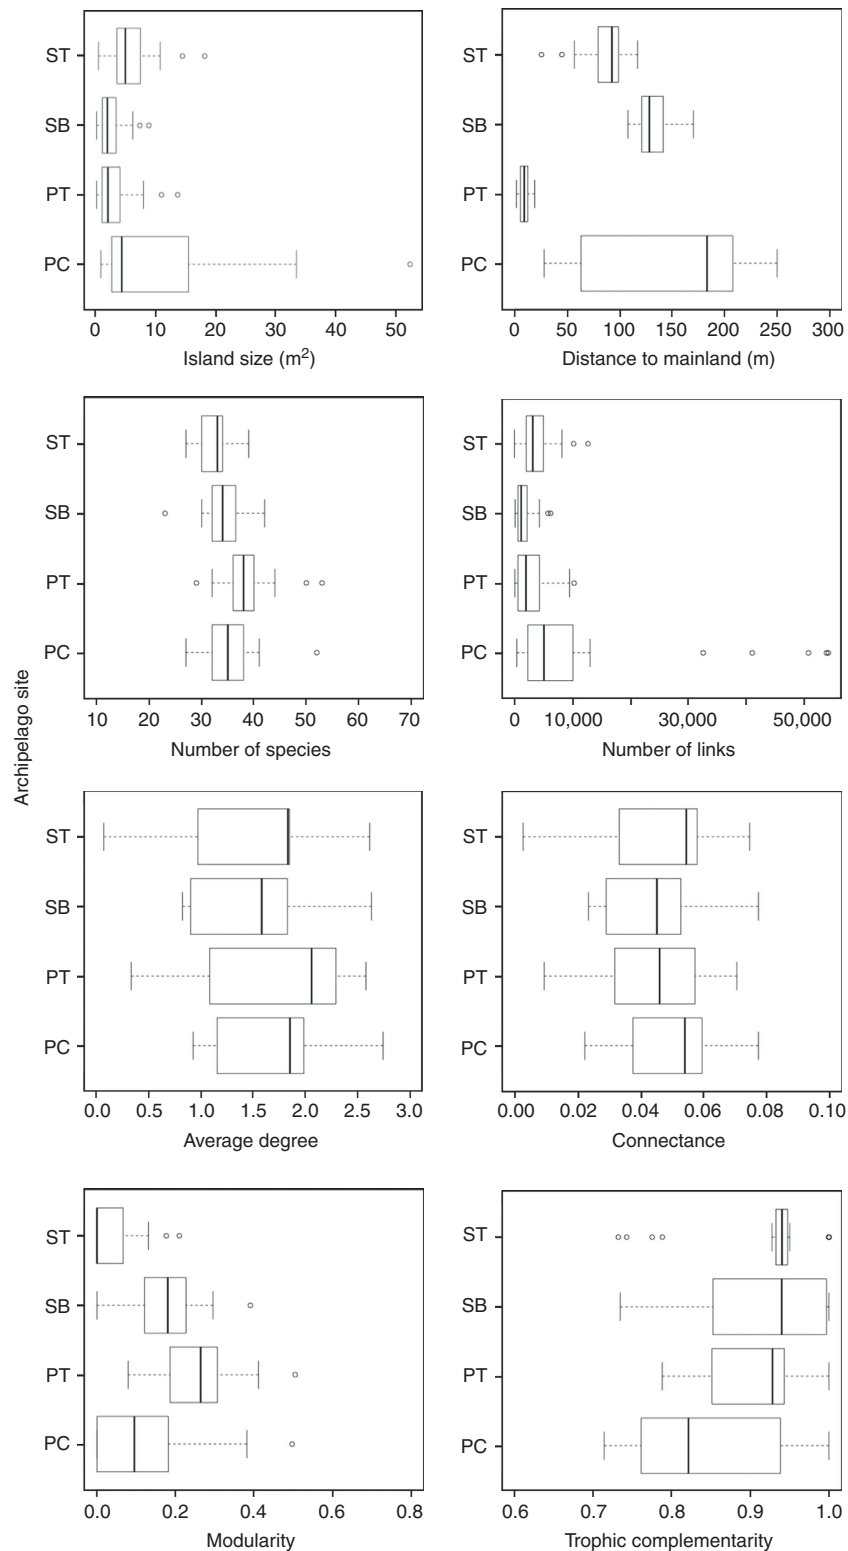 ST
SB
PT
PC
0 10 20 30 40 50
Island size (m²)
ST
SB
PT
PC
0 50 100 150 200 250 300
Distance to mainland (m)
Archipelago site
ST
SB
PT
PC
10 20 30 40 50 60 70
Number of species
ST
SB
PT
PC
0 10,000 30,000 50,000
Number of links
ST
SB
PT
PC
0.0 0.5 1.0 1.5 2.0 2.5 3.0
Average degree
ST
SB
PT
PC
0.00 0.02 0.04 0.06 0.08 0.10
Connectance
ST
SB
PT
PC
0.0 0.2 0.4 0.6 0.8
Modularity
ST
SB
PT
PC
0.6 0.7 0.8 0.9 1.0
Trophic complementarity